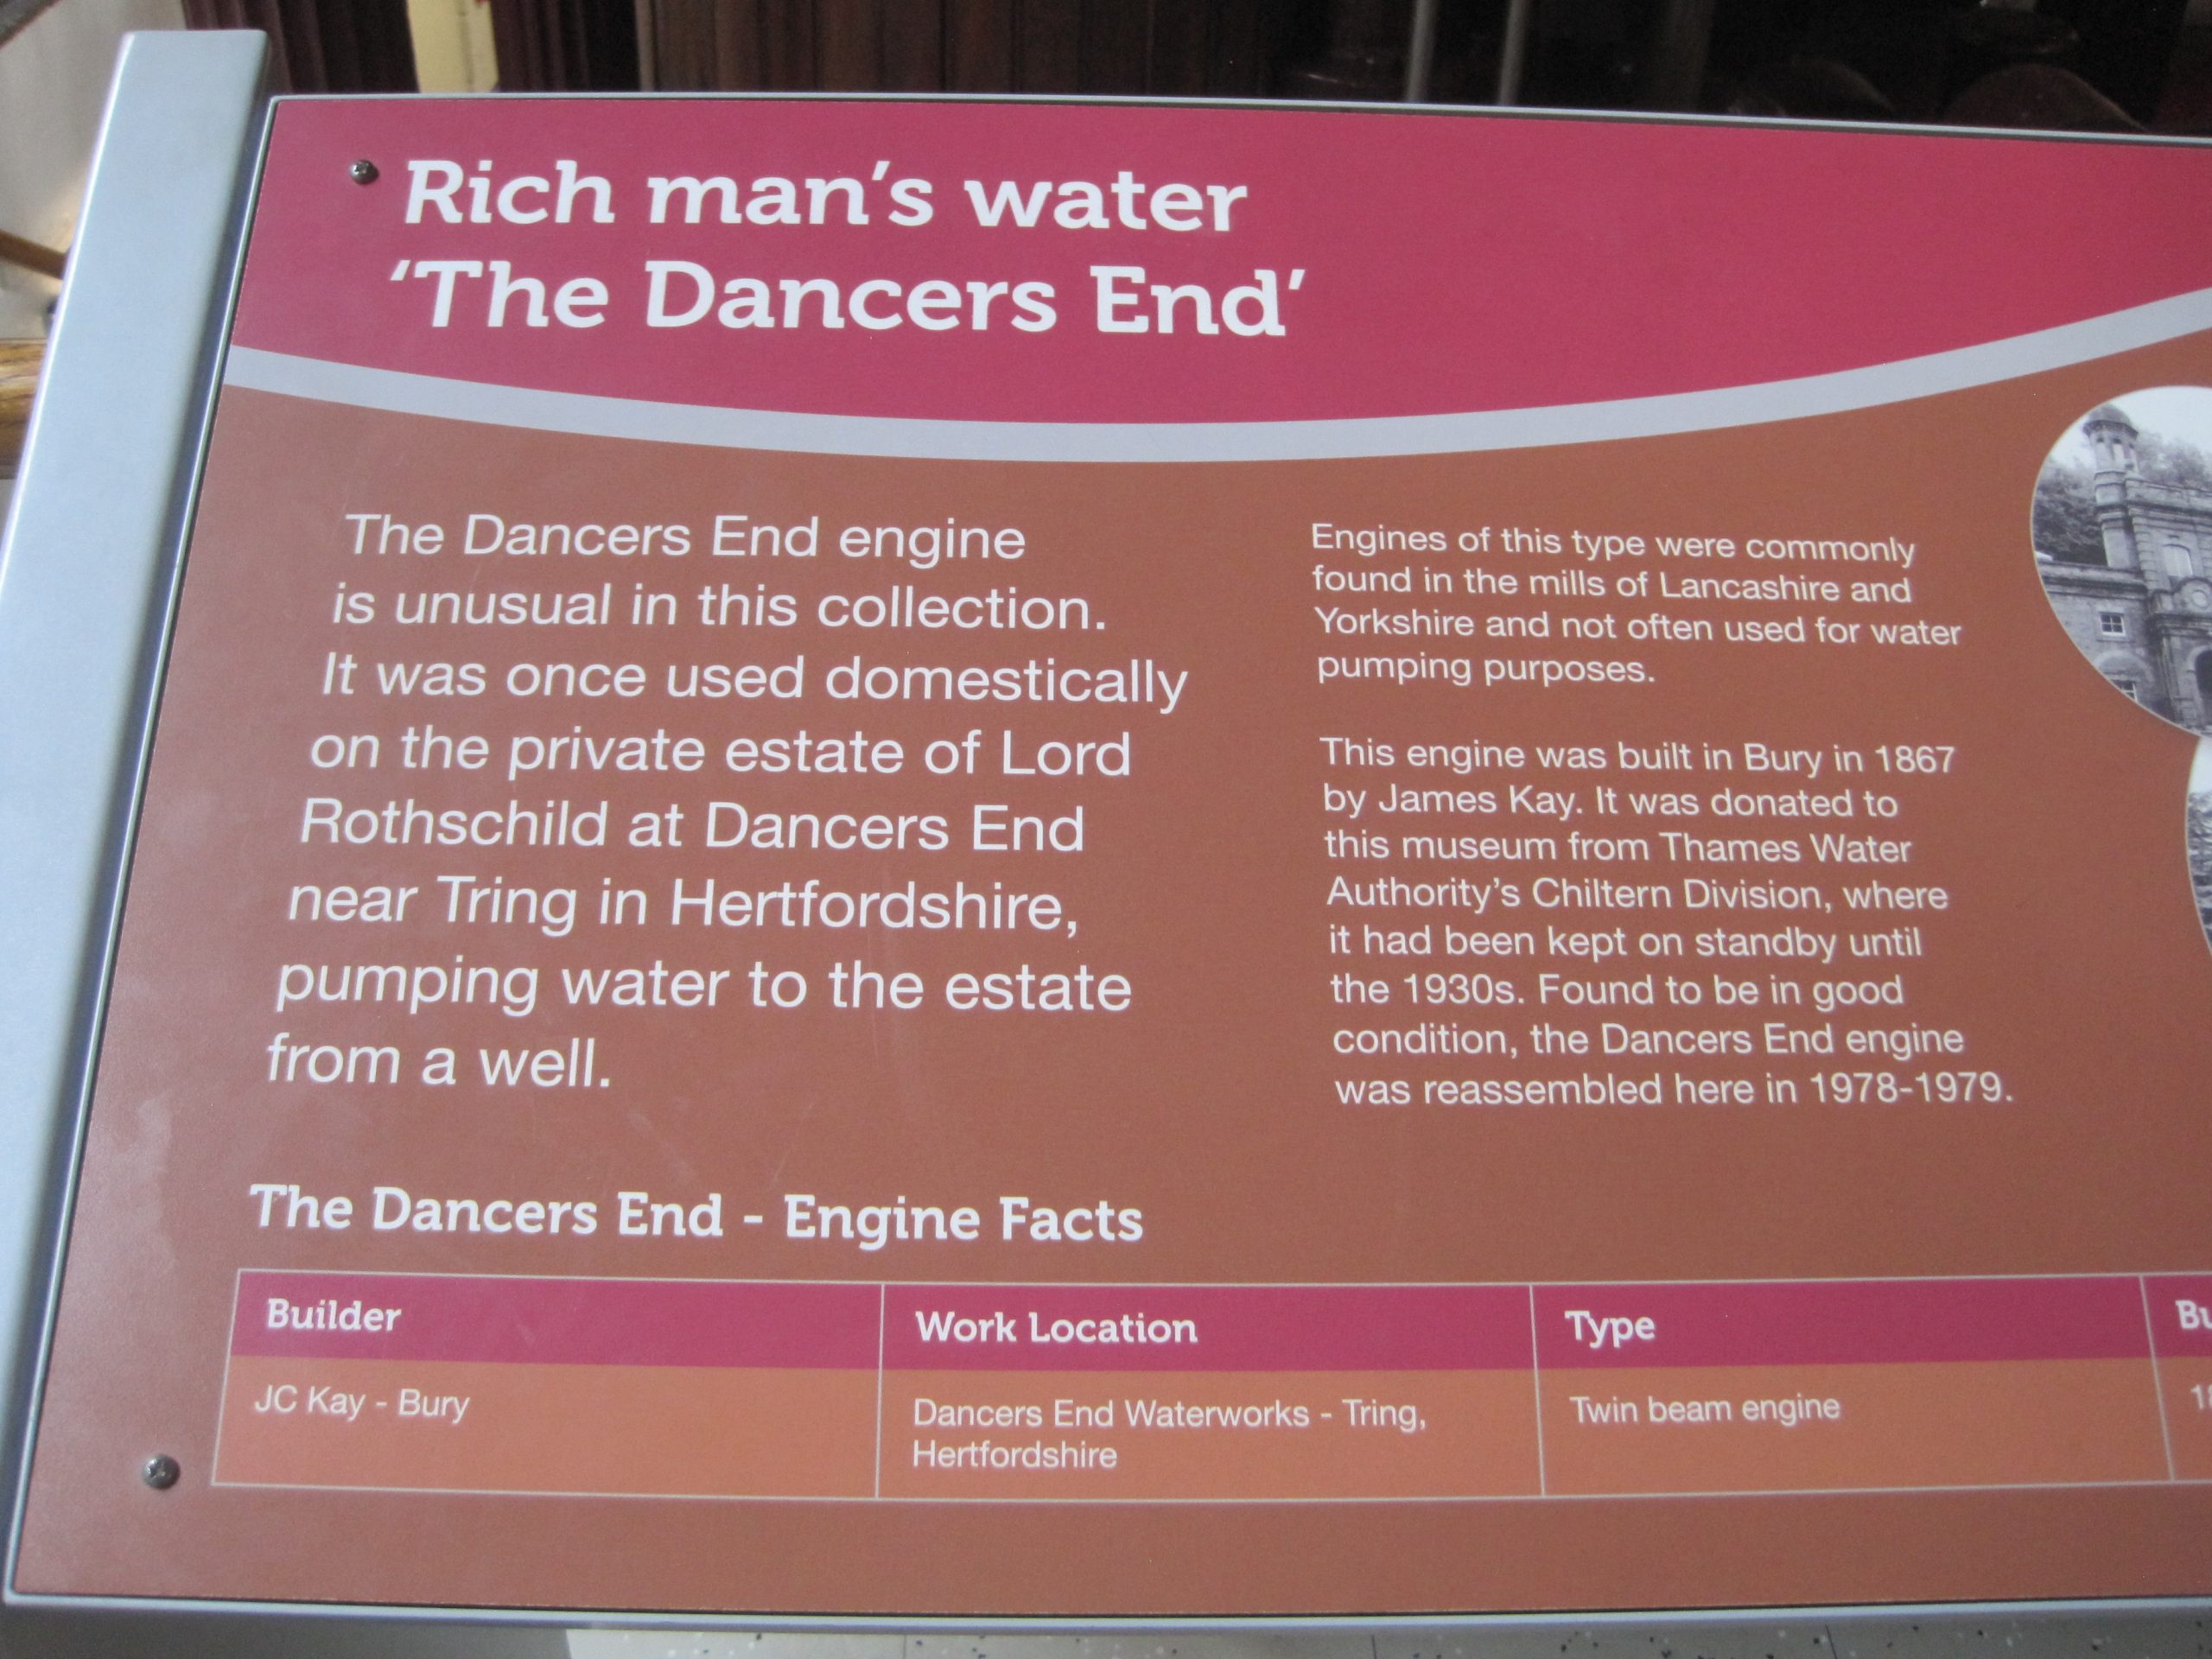 Rich man's water
‘The Dancers End’
The Dancers End engine
is unusual in this collection.
It was once used domestically
on the private estate of Lord
Rothschild at Dancers End
near Tring in Hertfordshire,
pumping water to the estate
from a well.
Engines of this type were commonly
found in the mills of Lancashire and
Yorkshire and not often used for water
pumping purposes.
This engine was built in Bury in 1867
by James Kay. It was donated to
this museum from Thames Water
Authority's Chiltern Division, where
it had been kept on standby until
the 1930s. Found to be in good
condition, the Dancers End engine
was reassembled here in 1978-1979.
The Dancers End - Engine Facts
Builder
JC Kay - Bury
Work Location
Dancers End Waterworks - Tring,
Hertfordshire
Type
Twin beam engine